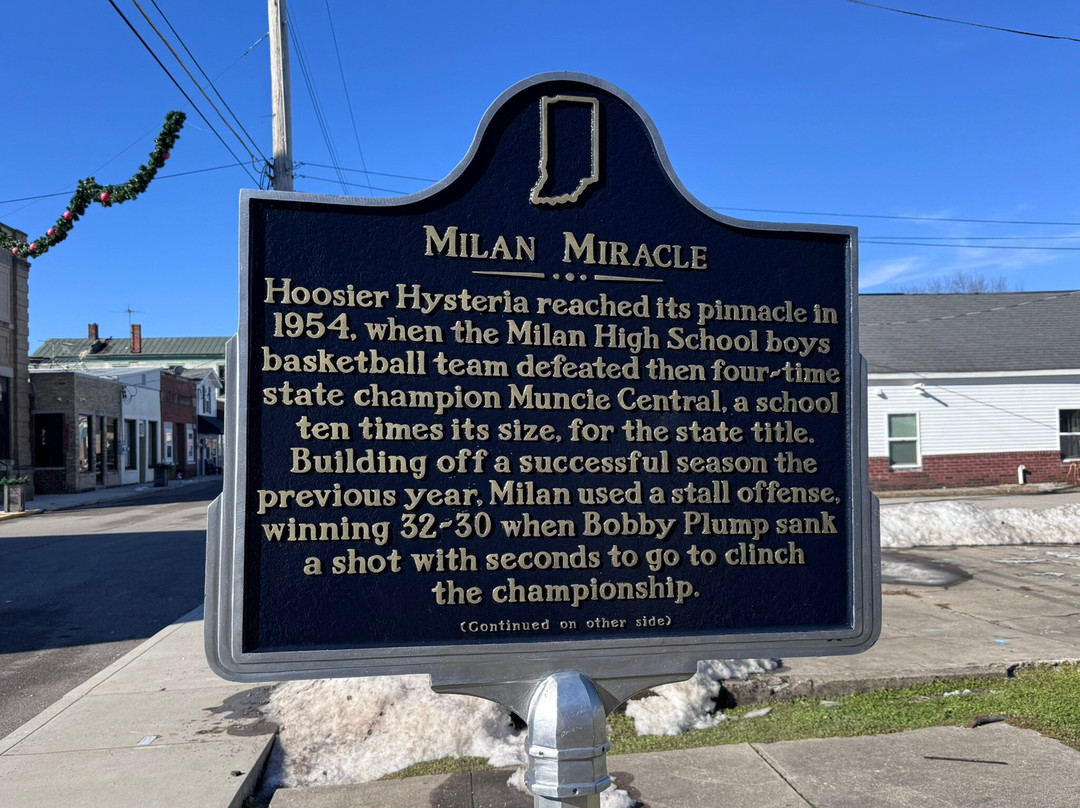 Milan Miracle
Hoosier Hysteria reached its pinnacle in
1954, when the Milan High School boys
basketball team defeated then four-time
state champion Muncie Central, a school
ten times its size, for the state title.
Building off a successful season the
previous year, Milan used a stall offense,
winning 32-30 when Bobby Plump sank
a shot with seconds to go to clinch
the championship.
(Continued on other side)